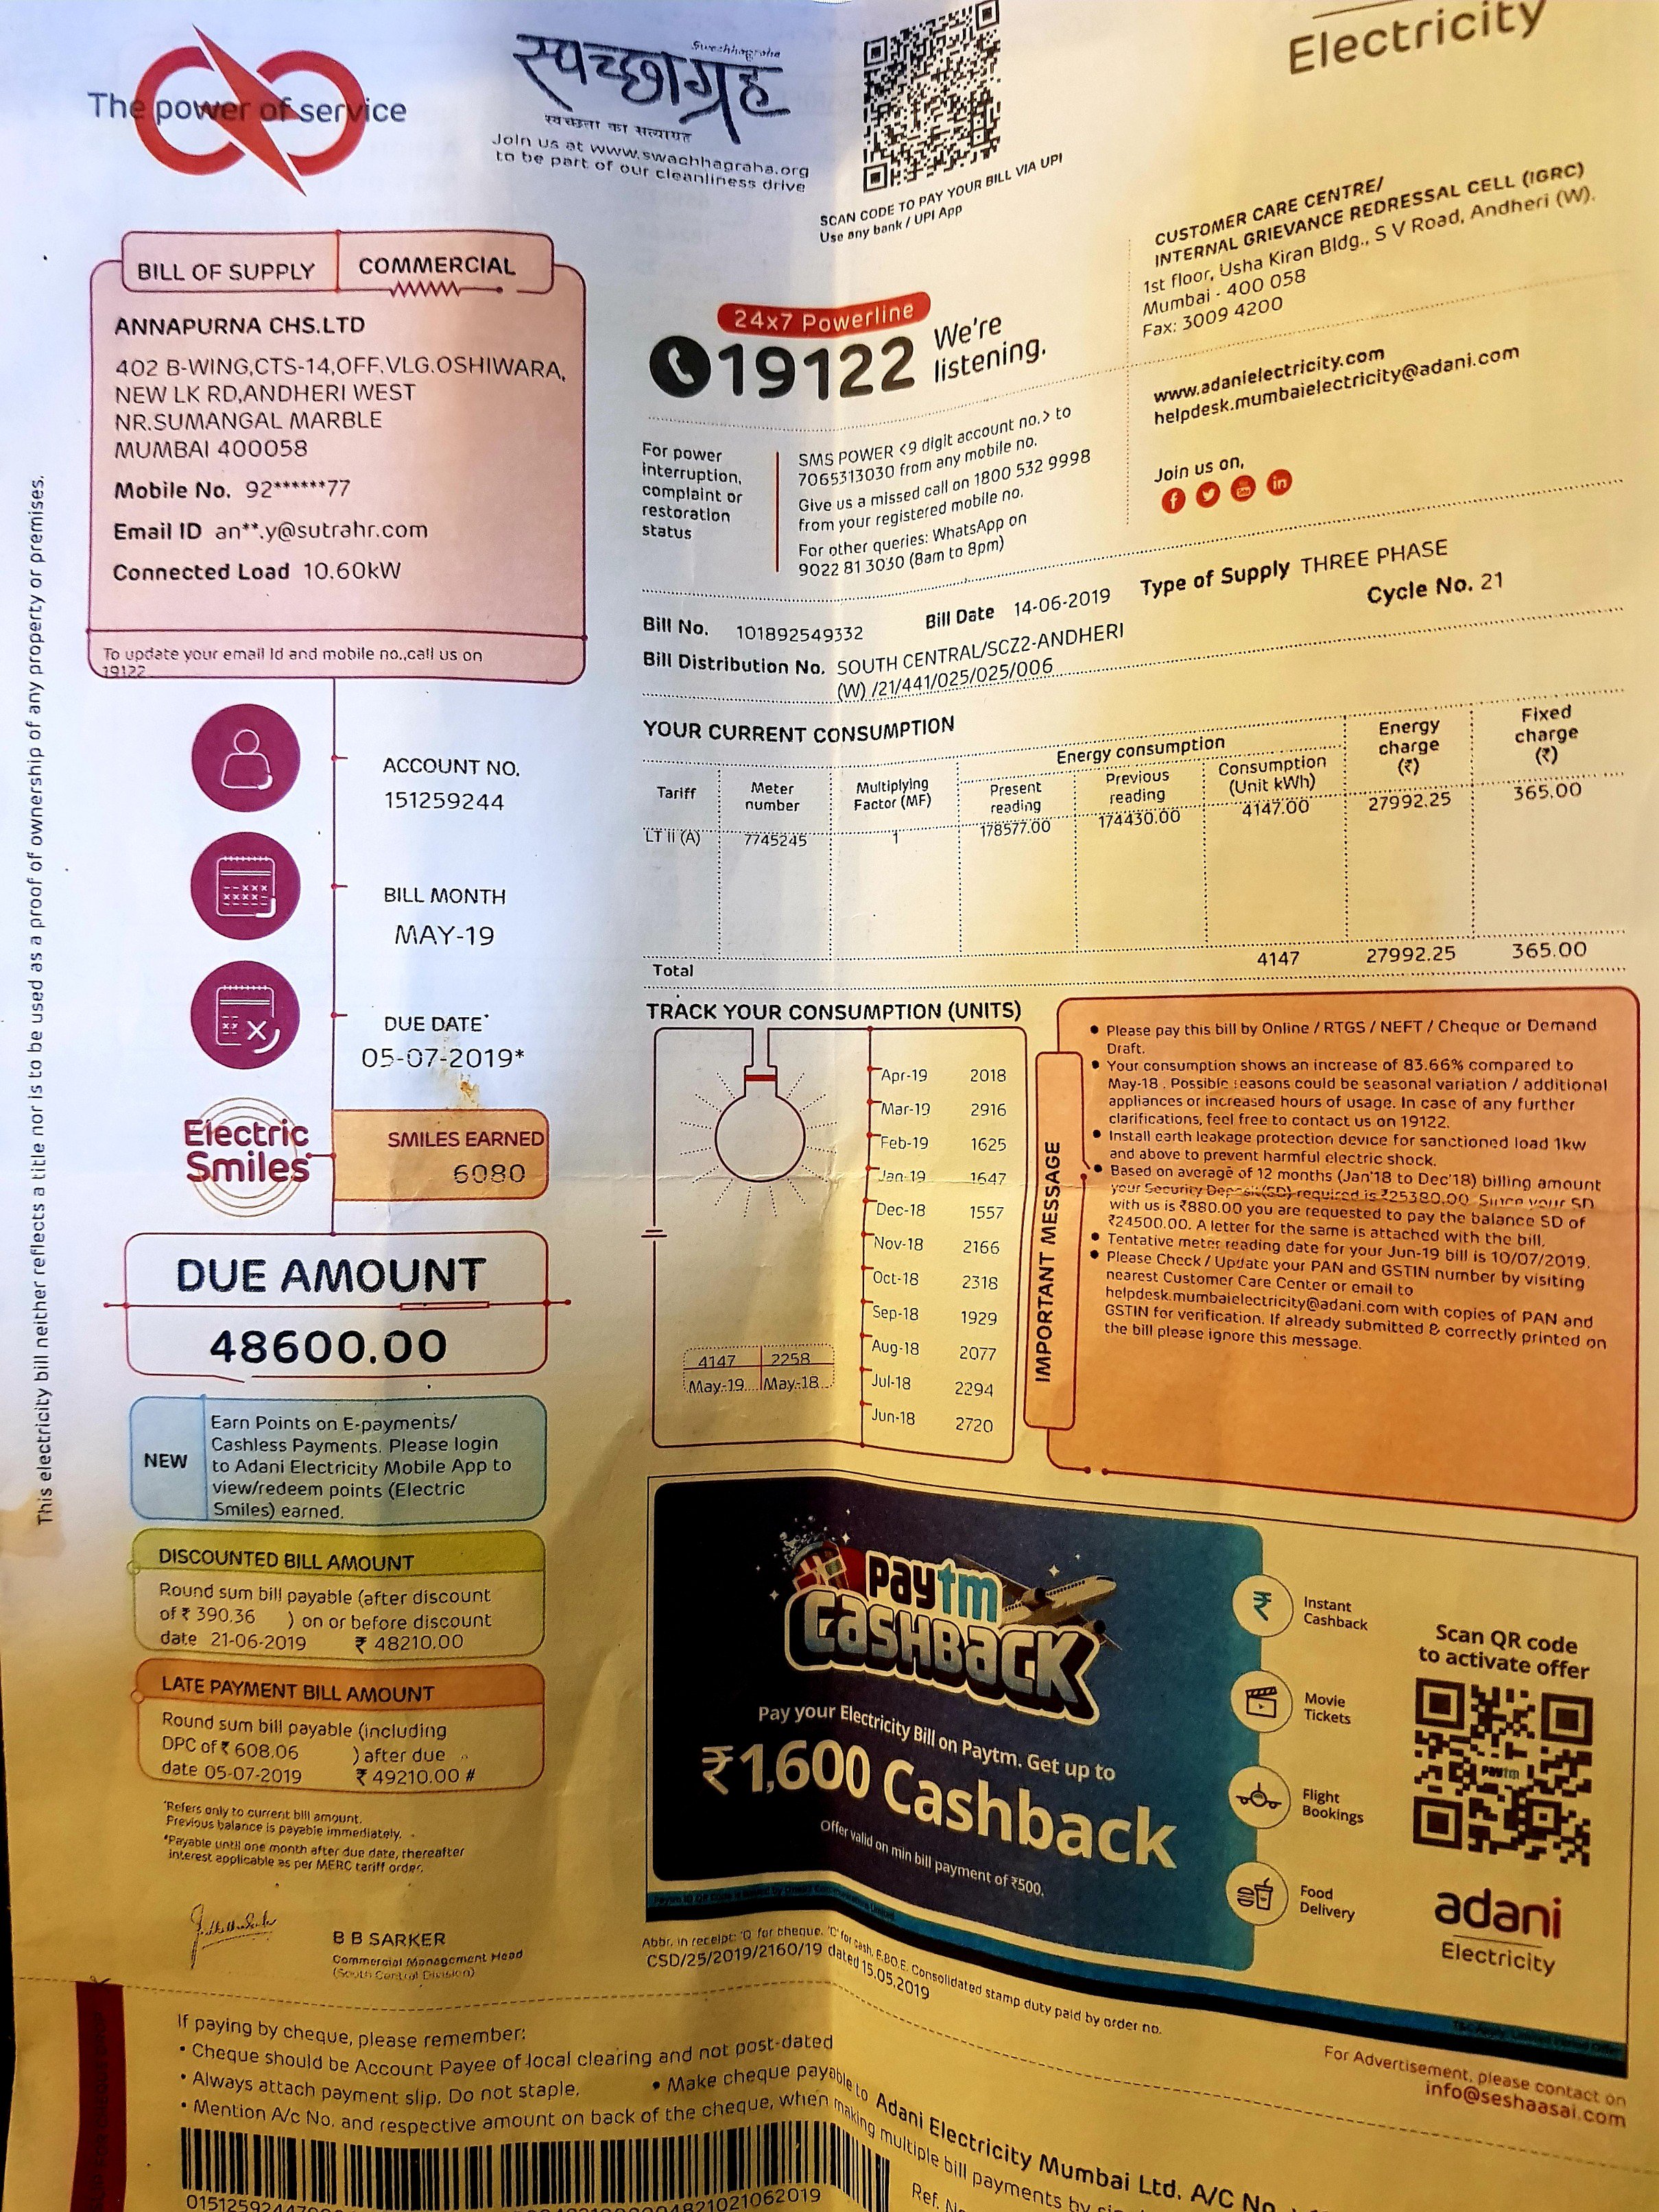 The power of service
Swachhagraha
स्वच्छाग्रह
स्वच्छता का सत्याग्रह
Join us at www.swachhagraha.org
to be part of our cleanliness drive
SCAN CODE TO PAY YOUR BILL VIA UPI
Use any bank / UPI App
Electricity
CUSTOMER CARE CENTRE/
INTERNAL GRIEVANCE REDRESSAL CELL (IGRC)
1st floor, Usha Kiran Bldg., S V Road, Andheri (W).
Mumbai - 400 058
Fax: 3009 4200
www.adanielectricity.com
helpdesk.mumbaielectricity@adani.com
Join us on,
BILL OF SUPPLY COMMERCIAL
ANNAPURNA CHS.LTD
402 B-WING,CTS-14,OFF.VLG.OSHIWARA,
NEW LK RD,ANDHERI WEST
NR.SUMANGAL MARBLE
MUMBAI 400058
Mobile No. 92******77
Email ID an**.y@sutrahr.com
Connected Load 10.60kW
To update your email Id and mobile no.,call us on
19122
24x7 Powerline
19122 We're
listening.
For power
interruption,
complaint or
restoration
status
SMS POWER <9 digit account no.> to
7065313030 from any mobile no.
Give us a missed call on 1800 532 9998
from your registered mobile no.
For other queries: WhatsApp on
9022 81 3030 (8am to 8pm)
Bill No. 101892549332 Bill Date 14-06-2019 Type of Supply THREE PHASE
Bill Distribution No. SOUTH CENTRAL/SCZ2-ANDHERI Cycle No. 21
(W) /21/441/025/025/006
YOUR CURRENT CONSUMPTION
Tariff
Meter
number
Multiplying
Factor (MF)
Energy consumption
Present
reading
Previous
reading
Consumption
(Unit kWh)
Energy
charge
(₹)
Fixed
charge
(₹)
LT ii (A) 7745245 1 178577.00 174430.00 4147.00 27992.25 365.00
Total 4147 27992.25 365.00
ACCOUNT NO.
151259244
BILL MONTH
MAY-19
DUE DATE*
05-07-2019*
Electric
Smiles
SMILES EARNED
6080
DUE AMOUNT
48600.00
NEW
Earn Points on E-payments/
Cashless Payments. Please login
to Adani Electricity Mobile App to
view/redeem points (Electric
Smiles) earned.
DISCOUNTED BILL AMOUNT
Round sum bill payable (after discount
of ₹ 390.36 ) on or before discount
date 21-06-2019 ₹ 48210.00
LATE PAYMENT BILL AMOUNT
Round sum bill payable (including
DPC of ₹ 608.06 ) after due
date 05-07-2019 ₹ 49210.00 #
*Refers only to current bill amount.
Previous balance is payable immediately.
#Payable until one month after due date, thereafter
interest applicable as per MERC tariff order.
B B SARKER
Commercial Management Head
(South Central Division)
TRACK YOUR CONSUMPTION (UNITS)
Apr-19 2018
Mar-19 2916
Feb-19 1625
Jan-19 1647
Dec-18 1557
Nov-18 2166
Oct-18 2318
Sep-18 1929
Aug-18 2077
Jul-18 2294
Jun-18 2720
4147 2258
May-19 May-18
IMPORTANT MESSAGE
• Please pay this bill by Online / RTGS / NEFT / Cheque or Demand
Draft.
• Your consumption shows an increase of 83.66% compared to
May-18 . Possible reasons could be seasonal variation / additional
appliances or increased hours of usage. In case of any further
clarifications, feel free to contact us on 19122.
• Install earth leakage protection device for sanctioned load 1kw
and above to prevent harmful electric shock.
• Based on average of 12 months (Jan'18 to Dec'18) billing amount
your Security Deposit(SD) required is ₹25380.00. Since your SD
with us is ₹880.00 you are requested to pay the balance SD of
₹24500.00. A letter for the same is attached with the bill.
• Tentative meter reading date for your Jun-19 bill is 10/07/2019.
• Please Check / Update your PAN and GSTIN number by visiting
nearest Customer Care Center or email to
helpdesk.mumbaielectricity@adani.com with copies of PAN and
GSTIN for verification. If already submitted & correctly printed on
the bill please ignore this message.
paytm
CASHBACK
Pay your Electricity Bill on Paytm. Get up to
₹1,600 Cashback
Offer valid on min bill payment of ₹500.
Instant
Cashback
Movie
Tickets
Flight
Bookings
Food
Delivery
Scan QR code
to activate offer
Paytm
adani
Electricity
Abbr. in receipt: 'Q' for cheque. 'C' for cash. E.&O.E. Consolidated stamp duty paid by order no.
CSD/25/2019/2160/19 dated 15.05.2019
For Advertisement, please contact on
info@seshaasai.com
If paying by cheque, please remember:
• Cheque should be Account Payee of local clearing and not post-dated
• Always attach payment slip. Do not staple.
• Make cheque payable to Adani Electricity Mumbai Ltd. A/C No.
• Mention A/c No. and respective amount on back of the cheque, when making multiple bill payments by
This electricity bill neither reflects a title nor is to be used as a proof of ownership of any property or premises.